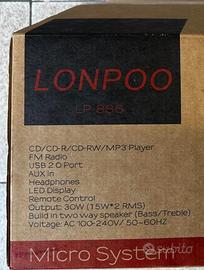 LONPOO
LP-886
CD/CD-R/CD-RW/MP3 Player
FM Radio
USB 2.0 Port
AUX in
Headphones
LED Display
Remote Control
Output: 30W (15W*2 RMS)
Build in two way speaker (Bass/Treble)
Voltage: AC 100-240V/ 50~60HZ
Micro System
subito